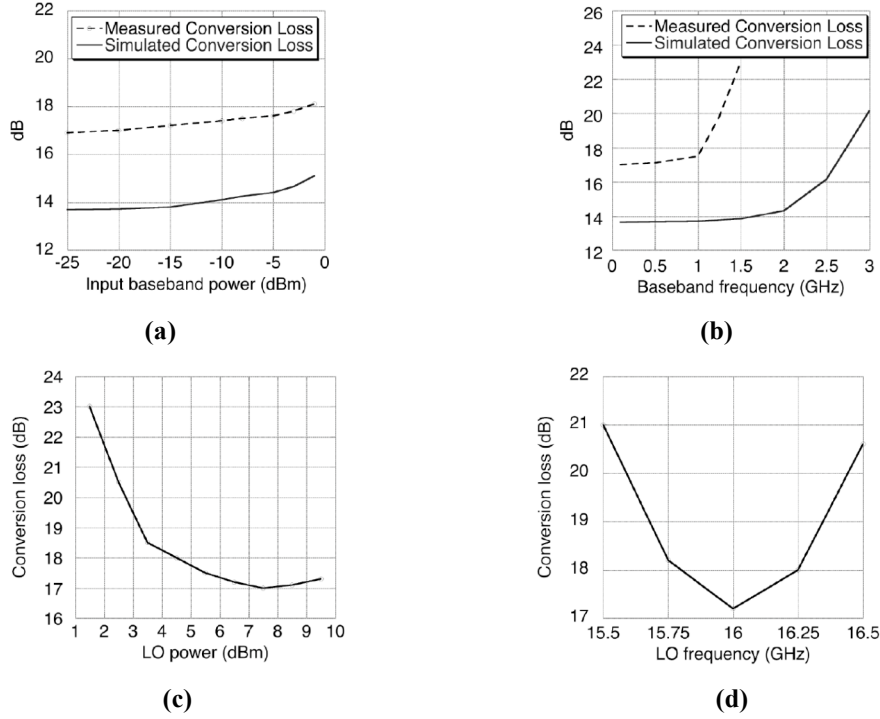 22
20
18
16
14
12
dB
Measured Conversion Loss
Simulated Conversion Loss
-25 -20 -15 -10 -5 0
Input baseband power (dBm)
(a)
26
24
22
20
18
16
14
12
dB
Measured Conversion Loss
Simulated Conversion Loss
0 0.5 1 1.5 2 2.5 3
Baseband frequency (GHz)
(b)
24
23
22
21
20
19
18
17
16
Conversion loss (dB)
1 2 3 4 5 6 7 8 9 10
LO power (dBm)
(c)
22
21
20
19
18
17
Conversion loss (dB)
15.5 15.75 16 16.25 16.5
LO frequency (GHz)
(d)